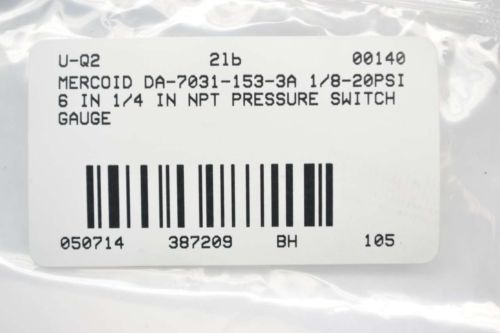 U-Q2 2lb 00140
MERCOID DA-7031-153-3A 1/8-20PSI
6 IN 1/4 IN NPT PRESSURE SWITCH
GAUGE
050714 387209 BH 105